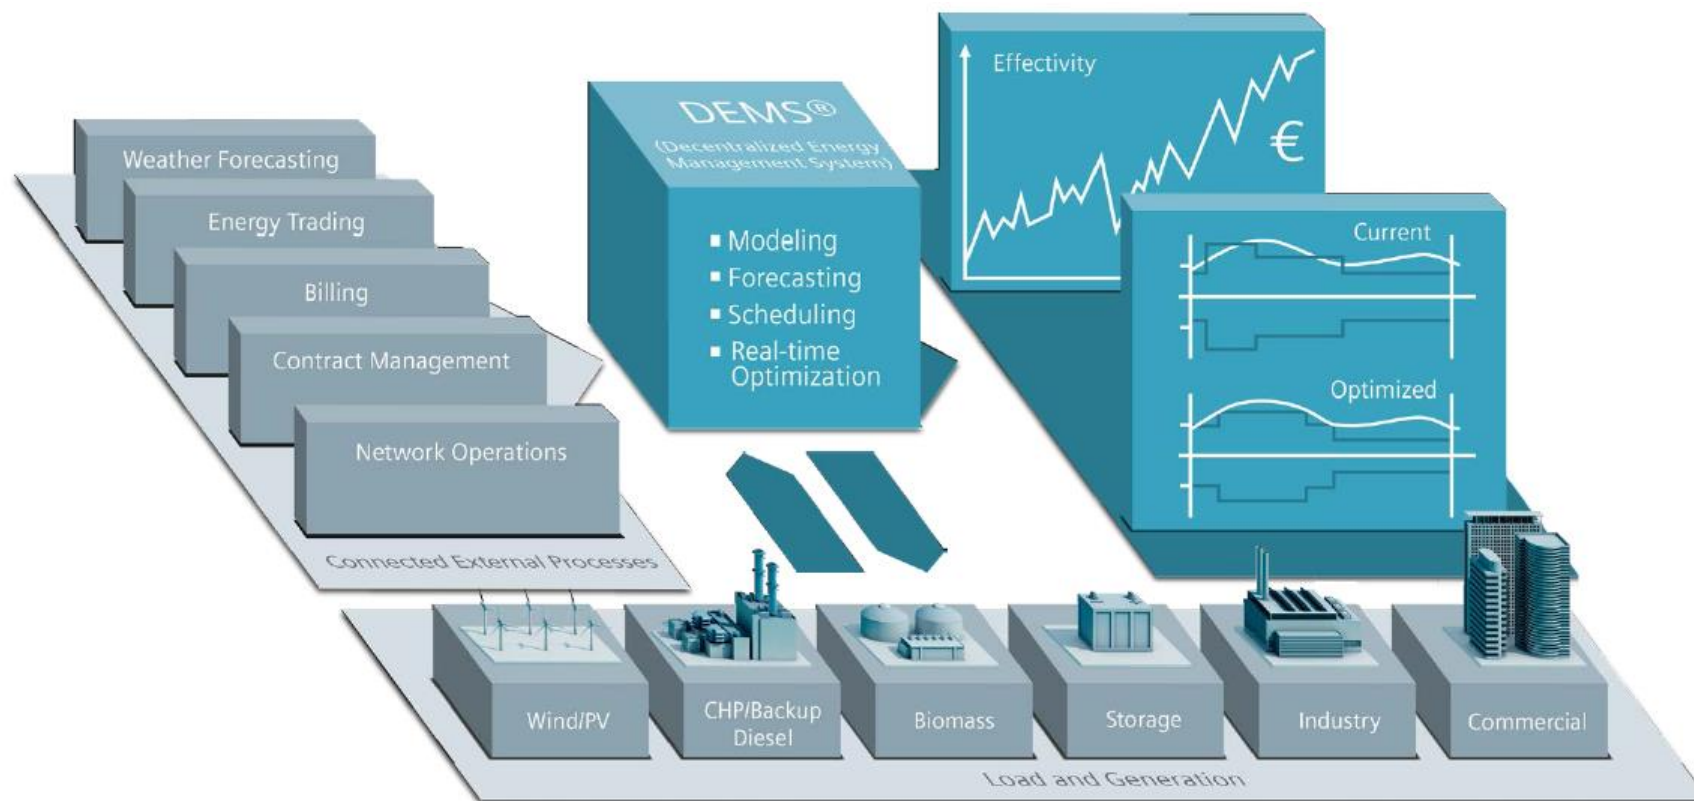 Weather Forecasting
Energy Trading
Billing
Contract Management
Network Operations
Connected External Processes
DEMS®
(Decentralized Energy
Management System)
▪ Modeling
▪ Forecasting
▪ Scheduling
▪ Real-time
Optimization
Effectivity
€
Current
Optimized
Wind/PV
CHP/Backup
Diesel
Biomass
Storage
Industry
Commercial
Load and Generation